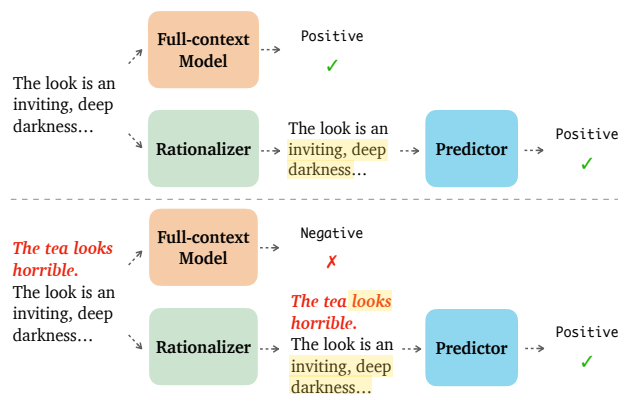 Full-context
Model
Positive
✓
The look is an
inviting, deep
darkness…
Rationalizer
The look is an
inviting, deep
darkness…
Predictor
Positive
✓
The tea looks
horrible.
The look is an
inviting, deep
darkness…
Full-context
Model
Negative
✗
Rationalizer
The tea looks
horrible.
The look is an
inviting, deep
darkness…
Predictor
Positive
✓